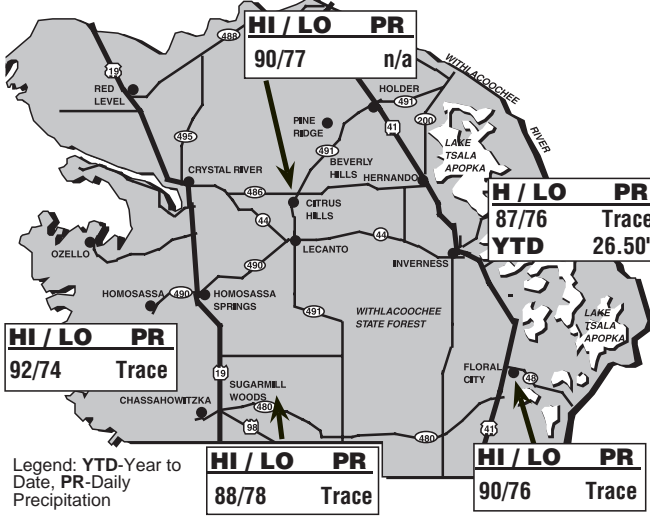 HI / LO PR
90/77 n/a
488
WITHLACOOCHEE
RIVER
19
RED
LEVEL
HOLDER
491
PINE
RIDGE
41
200
495
LAKE
TSALA
APOPKA
491
BEVERLY
HILLS
CRYSTAL RIVER
HERNANDO
486
H / LO PR
87/76 Trace
YTD 26.50"
CITRUS
HILLS
44
44
OZELLO
LECANTO
INVERNESS
490
HOMOSASSA
490
HOMOSASSA
SPRINGS
491
WITHLACOOCHEE
STATE FOREST
LAKE
TSALA
APOPKA
HI / LO PR
92/74 Trace
19
FLORAL
CITY
48
SUGARMILL
WOODS
CHASSAHOWITZKA
480
98
480
41
Legend: YTD-Year to
Date, PR-Daily
Precipitation
HI / LO PR
88/78 Trace
HI / LO PR
90/76 Trace